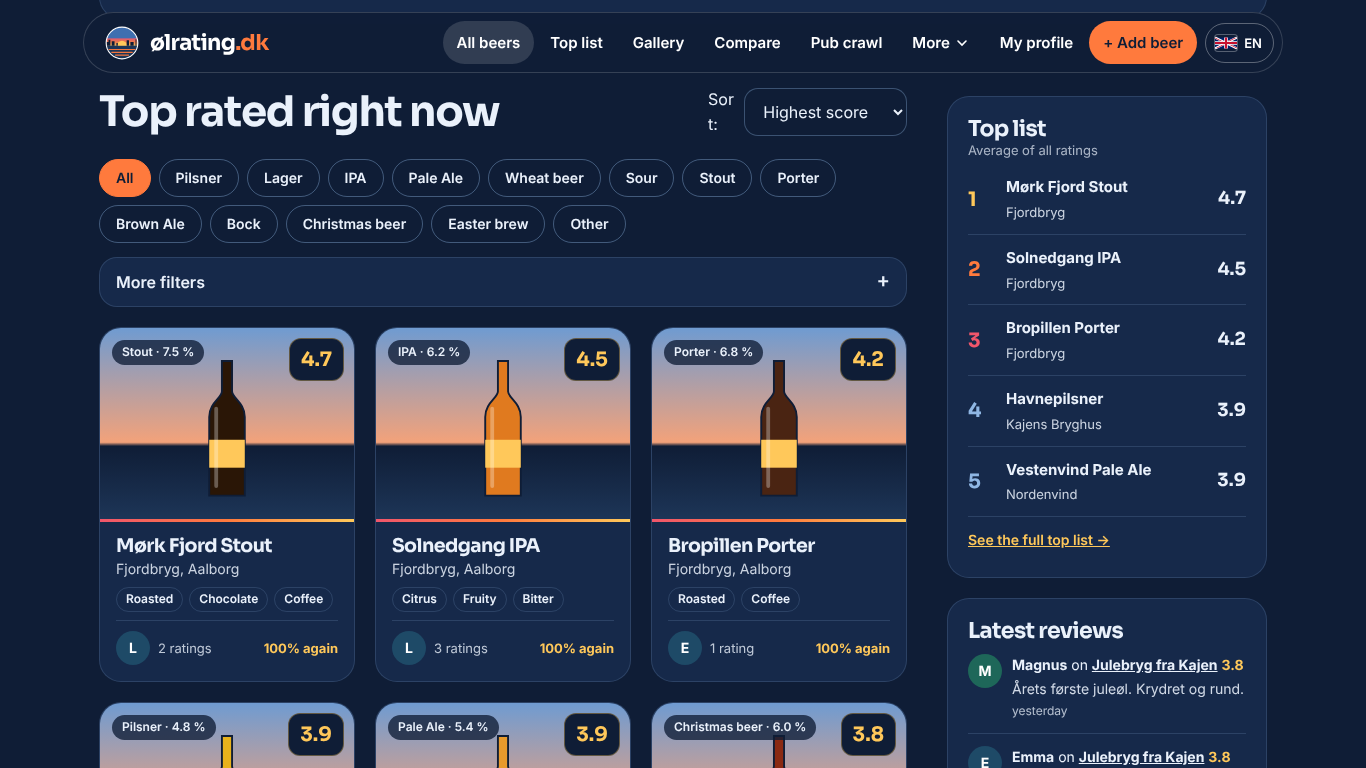 ølrating.dk
All beers
Top list
Gallery
Compare
Pub crawl
More
My profile
+ Add beer
EN
Top rated right now
Sor
t:
Highest score
All
Pilsner
Lager
IPA
Pale Ale
Wheat beer
Sour
Stout
Porter
Brown Ale
Bock
Christmas beer
Easter brew
Other
More filters
+
Stout · 7.5 %
4.7
Mørk Fjord Stout
Fjordbryg, Aalborg
Roasted
Chocolate
Coffee
L
2 ratings
100% again
IPA · 6.2 %
4.5
Solnedgang IPA
Fjordbryg, Aalborg
Citrus
Fruity
Bitter
L
3 ratings
100% again
Porter · 6.8 %
4.2
Bropillen Porter
Fjordbryg, Aalborg
Roasted
Coffee
E
1 rating
100% again
Pilsner · 4.8 %
3.9
Pale Ale · 5.4 %
3.9
Christmas beer · 6.0 %
3.8
Top list
Average of all ratings
1
Mørk Fjord Stout
Fjordbryg
4.7
2
Solnedgang IPA
Fjordbryg
4.5
3
Bropillen Porter
Fjordbryg
4.2
4
Havnepilsner
Kajens Bryghus
3.9
5
Vestenvind Pale Ale
Nordenvind
3.9
See the full top list →
Latest reviews
M
Magnus on Julebryg fra Kajen 3.8
Årets første juleøl. Krydret og rund.
yesterday
E
Emma on Julebryg fra Kajen 3.8